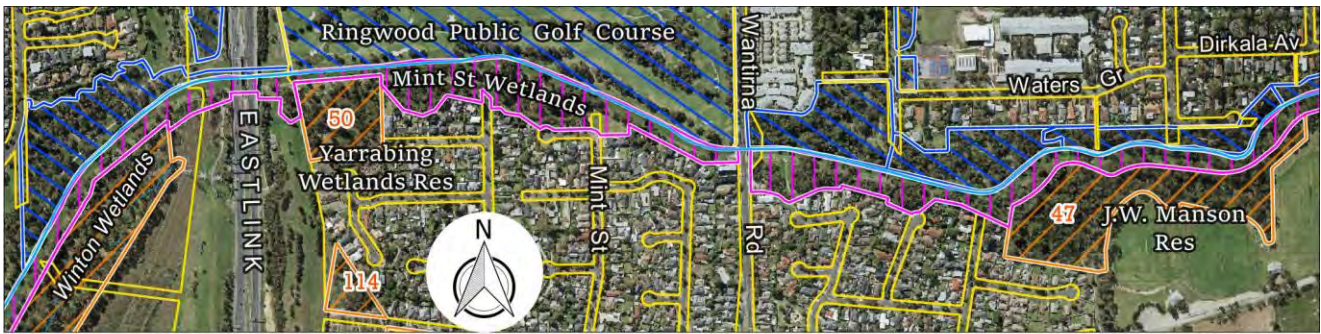 Ringwood Public Golf Course
Mint St Wetlands
Wantirna
Rd
Dirkala Av
Waters Gr
EASTLINK
50
Yarrabing
Wetlands Res
Winton Wetlands
Mint St
N
114
47
J.W. Manson
Res